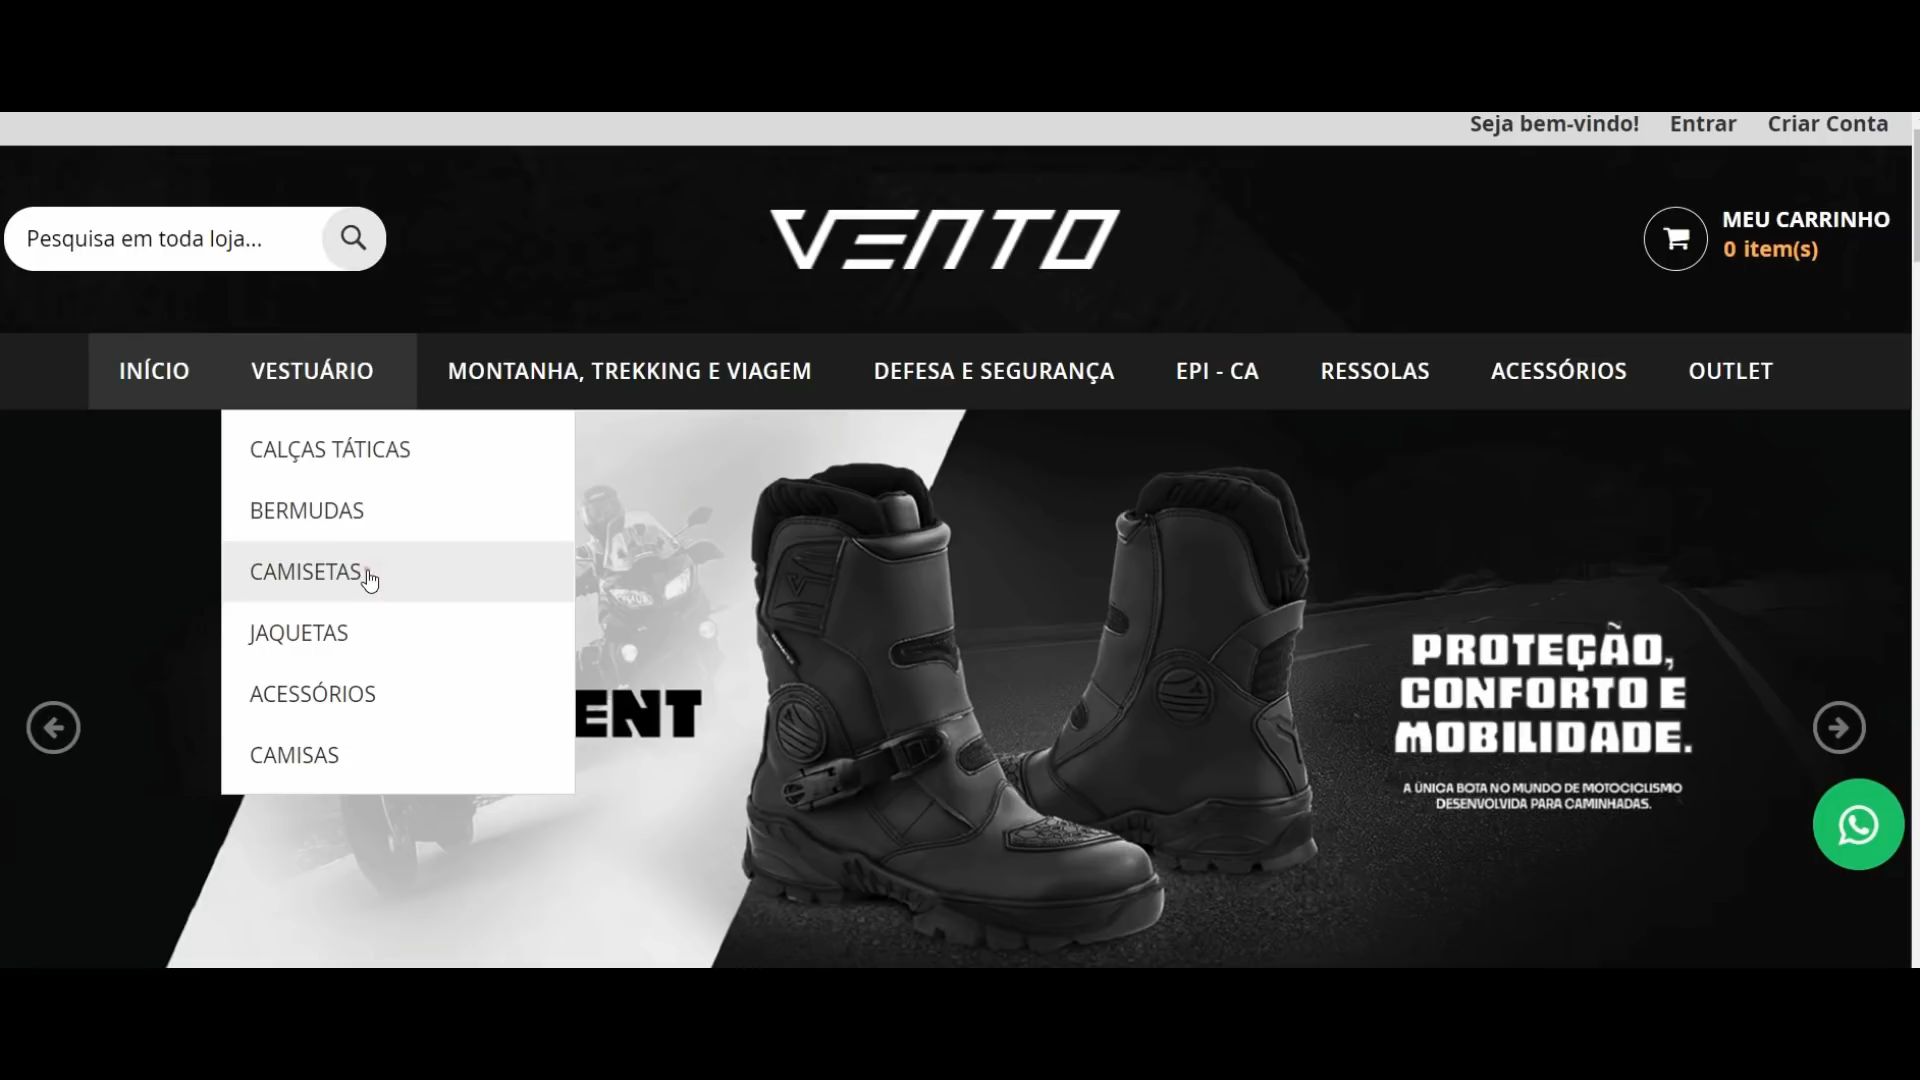 Seja bem-vindo! Entrar Criar Conta
Pesquisa em toda loja...
VENTO
MEU CARRINHO
0 item(s)
INÍCIO VESTUÁRIO MONTANHA, TREKKING E VIAGEM DEFESA E SEGURANÇA EPI - CA RESSOLAS ACESSÓRIOS OUTLET
CALÇAS TÁTICAS
BERMUDAS
CAMISETAS
JAQUETAS
ACESSÓRIOS
CAMISAS
ENT
PROTEÇÃO,
CONFORTO E
MOBILIDADE.
A ÚNICA BOTA NO MUNDO DE MOTOCICLISMO
DESENVOLVIDA PARA CAMINHADAS.